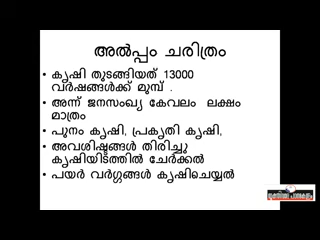 അൽപ്പം ചരിത്രം
• കൃഷി തുടങ്ങിയത് 13000
വർഷങ്ങൾക്ക് മുമ്പ് .
• അന്ന് ജനസംഖ്യ കേവലം ലക്ഷം
മാത്രം
• പുനം കൃഷി, പ്രകൃതി കൃഷി,
• അവശിഷ്ടങ്ങൾ തിരിച്ചു
കൃഷിയിടത്തിൽ ചേർക്കൽ
• പയർ വർഗ്ഗങ്ങൾ കൃഷിചെയ്യൽ